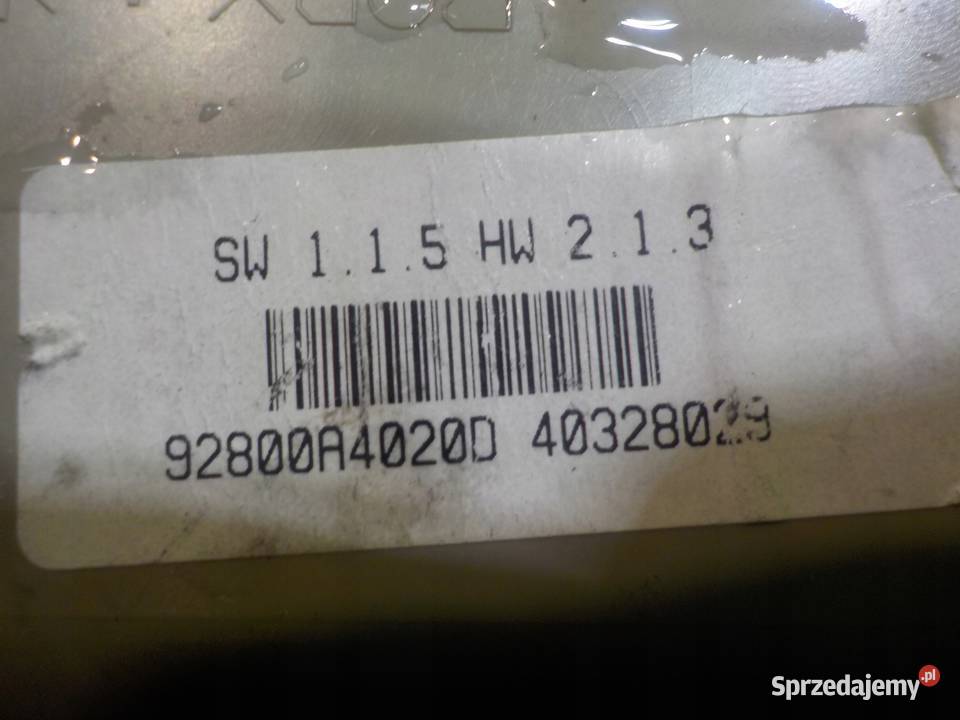 SW 1.1.5 HW 2.1.3
92800A4020D 40328029
Sprzedajemy.pl